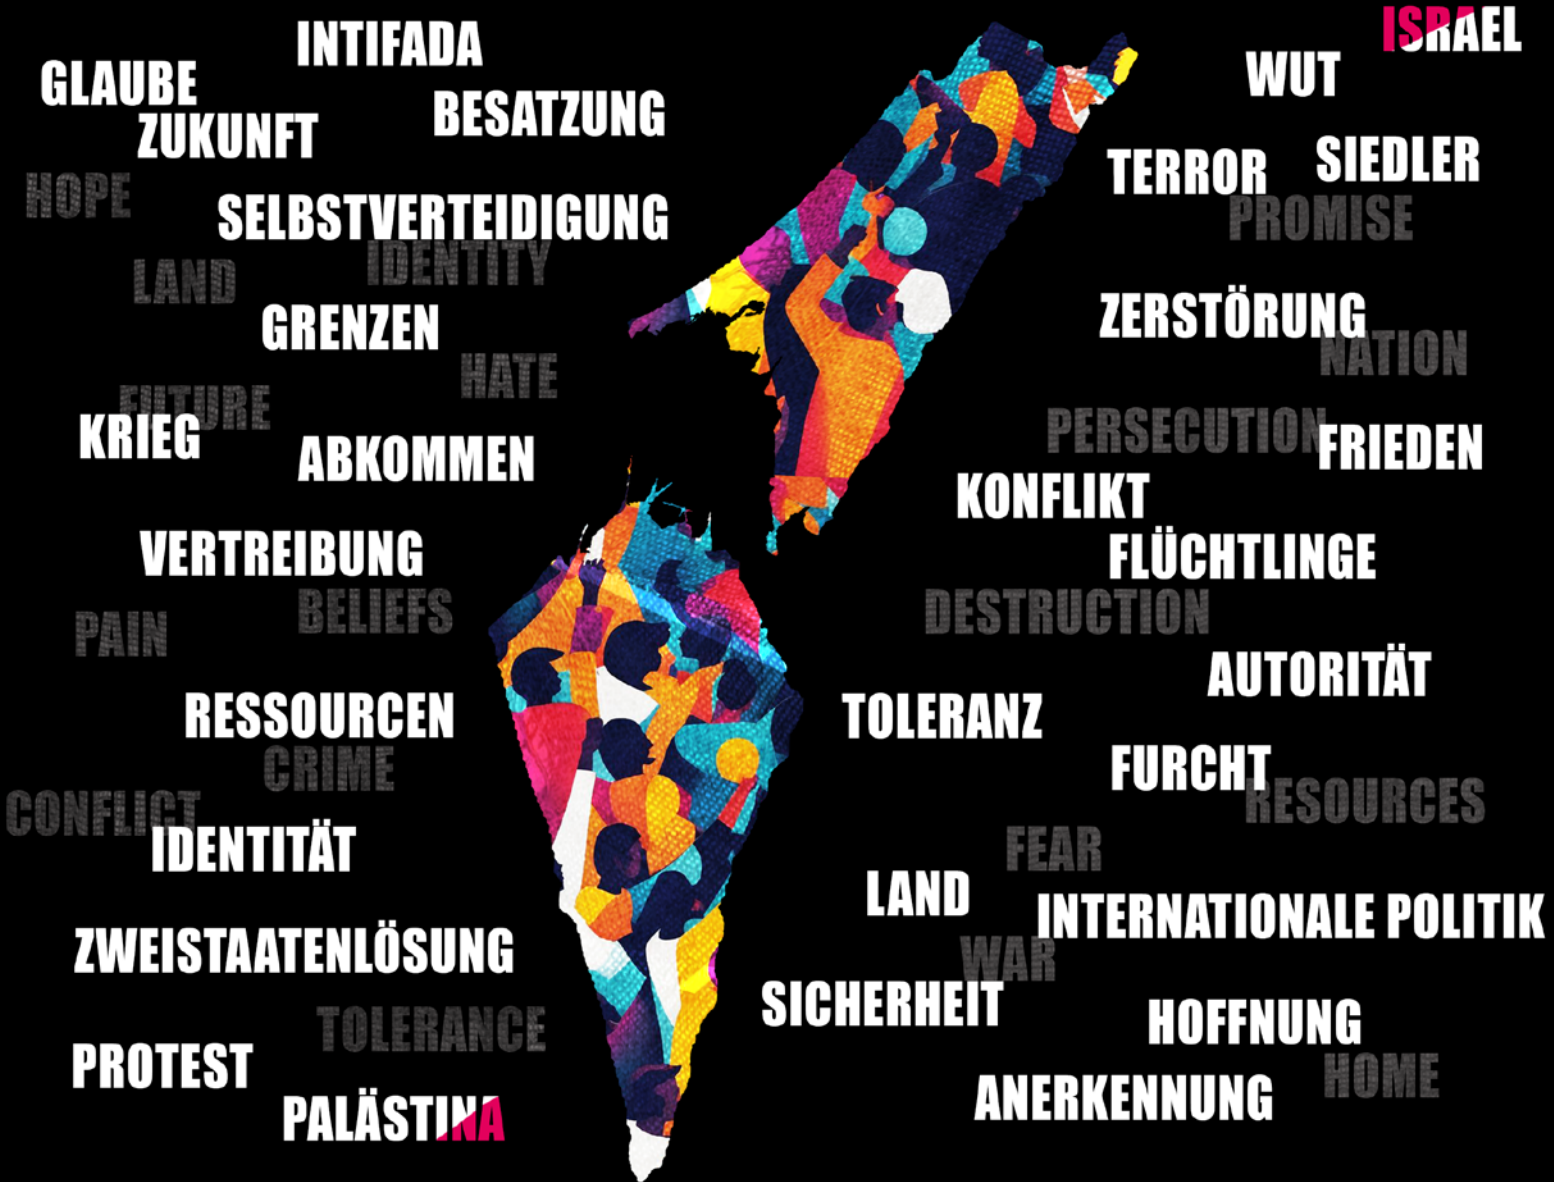 INTIFADA
GLAUBE
ZUKUNFT
BESATZUNG
HOPE
SELBSTVERTEIDIGUNG
IDENTITY
LAND
GRENZEN
HATE
FUTURE
KRIEG
ABKOMMEN
VERTREIBUNG
BELIEFS
PAIN
RESSOURCEN
CRIME
CONFLICT
IDENTITÄT
ZWEISTAATENLÖSUNG
TOLERANCE
PROTEST
PALÄSTINA
ISRAEL
WUT
TERROR
SIEDLER
PROMISE
ZERSTÖRUNG
NATION
PERSECUTION
FRIEDEN
KONFLIKT
FLÜCHTLINGE
DESTRUCTION
AUTORITÄT
TOLERANZ
FURCHT
RESOURCES
FEAR
LAND
INTERNATIONALE POLITIK
WAR
SICHERHEIT
HOFFNUNG
HOME
ANERKENNUNG